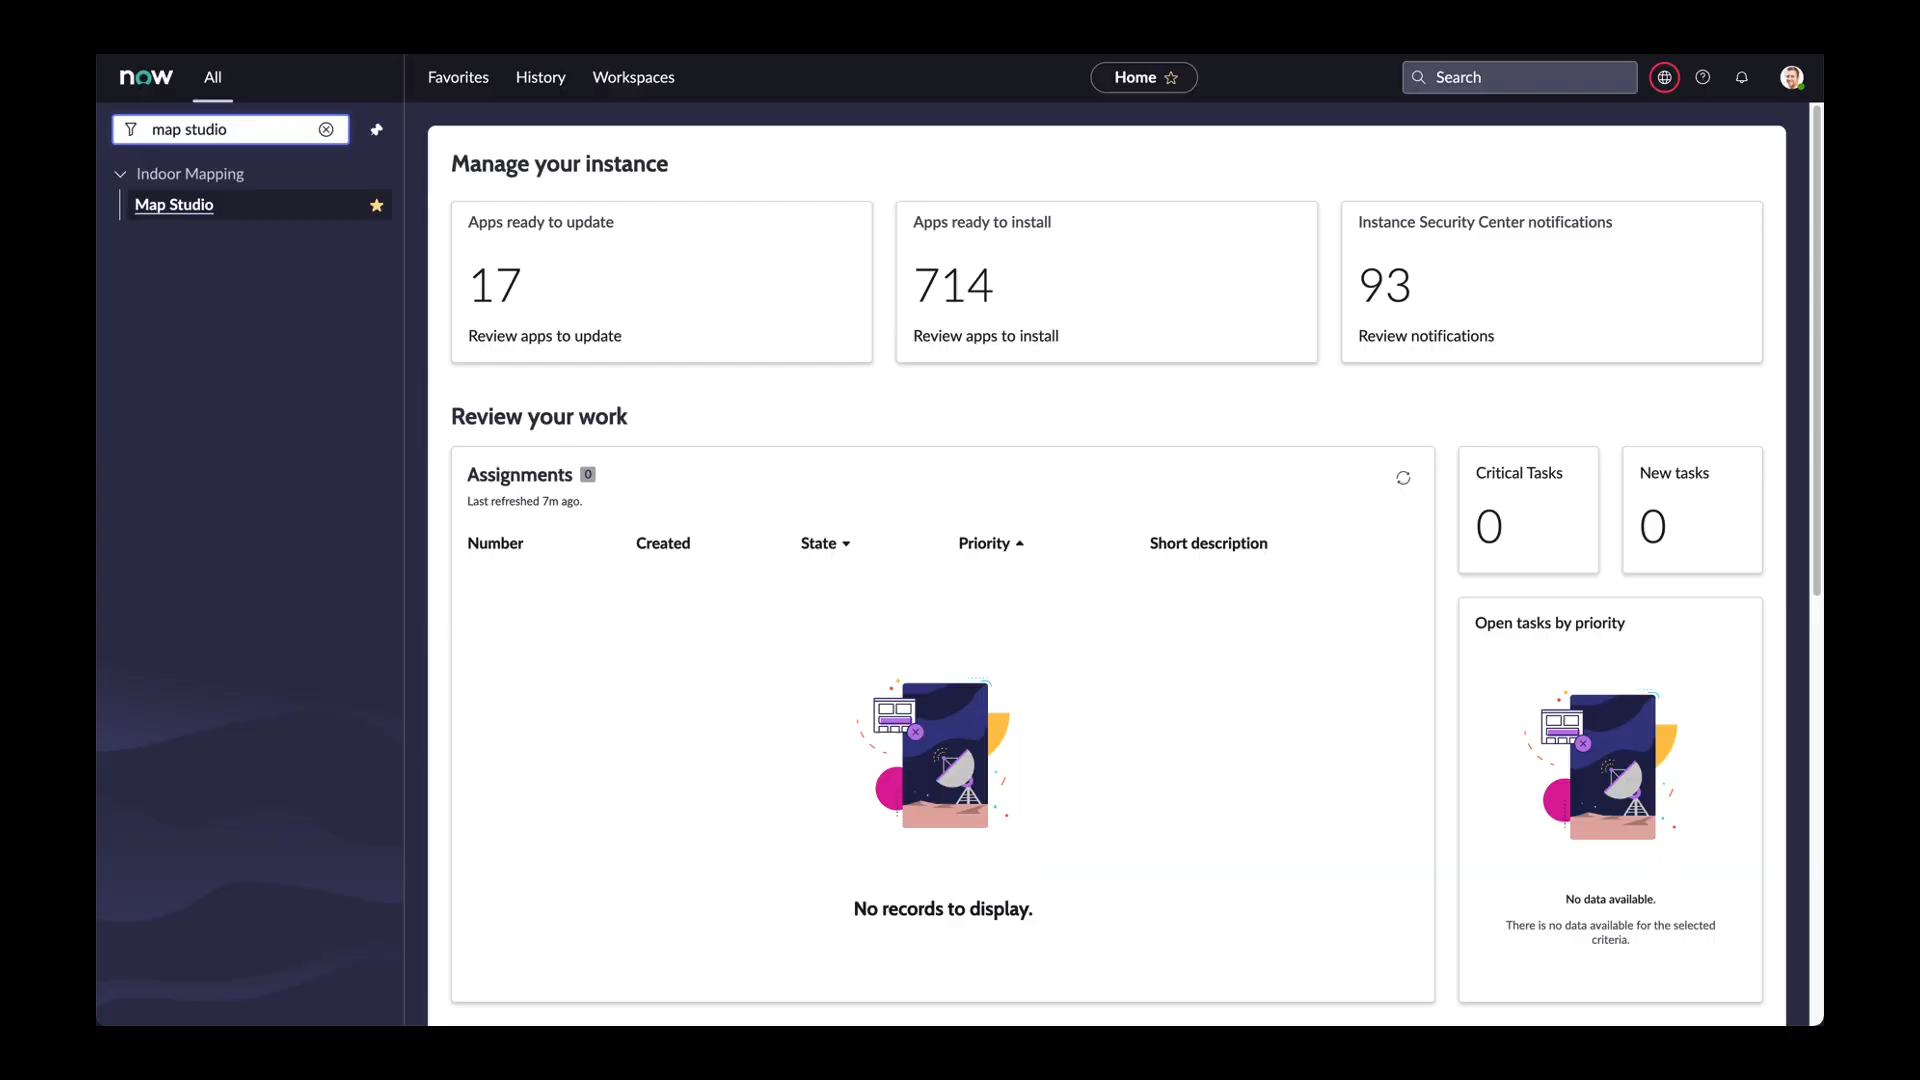 now
All
Favorites
History
Workspaces
Home
Search
map studio
Indoor Mapping
Map Studio
Manage your instance
Apps ready to update
17
Review apps to update
Apps ready to install
714
Review apps to install
Instance Security Center notifications
93
Review notifications
Review your work
Assignments 0
Last refreshed 7m ago.
Number
Created
State
Priority
Short description
No records to display.
Critical Tasks
0
New tasks
0
Open tasks by priority
No data available.
There is no data available for the selected
criteria.